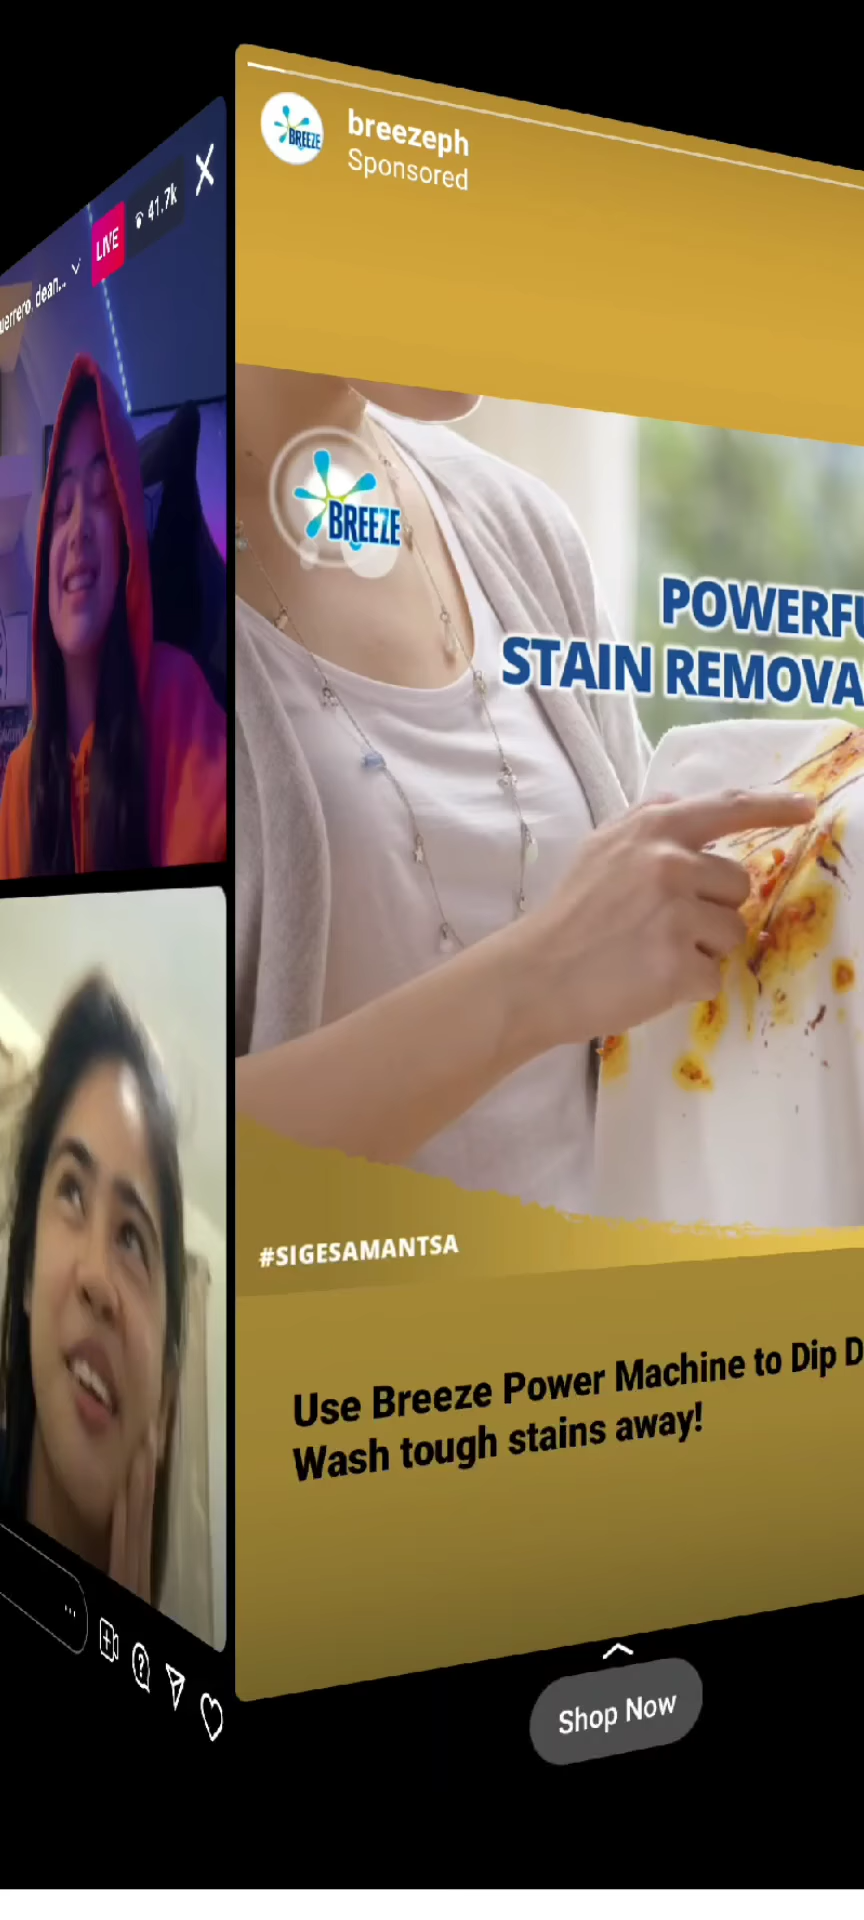 dean...
LIVE
41.7k
BREEZE
breezeph
Sponsored
BREEZE
POWERFU
STAIN REMOVA
#SIGESAMANTSA
Use Breeze Power Machine to Dip D
Wash tough stains away!
Shop Now